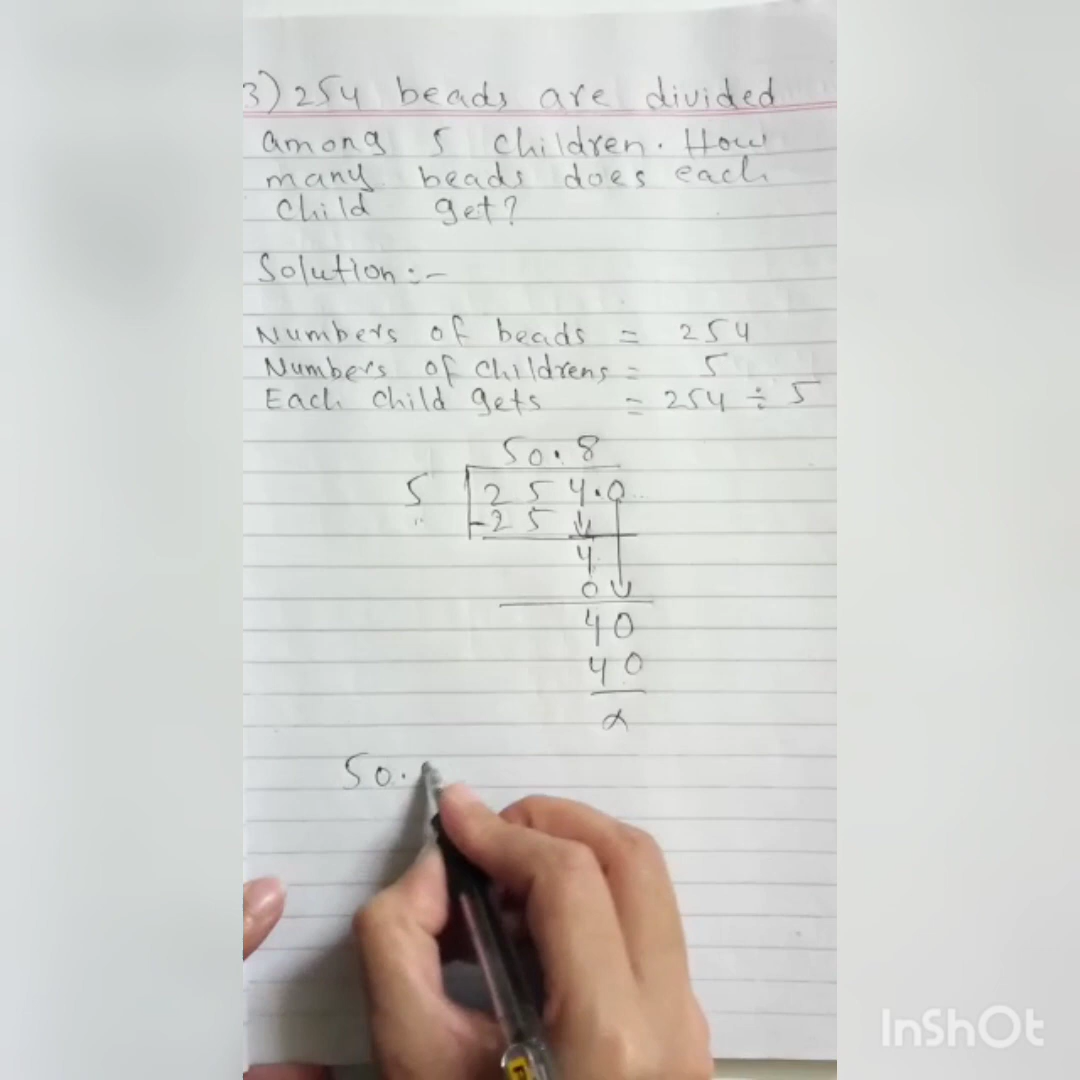 3) 254 beads are divided
among 5 children. How
many beads does each
child get?
Solution :-
Numbers of beads = 254
Numbers of childrens = 5
Each child gets = 254 ÷ 5
50.8
5 254.0
-25
4
0
40
40
x
50.
InShOt